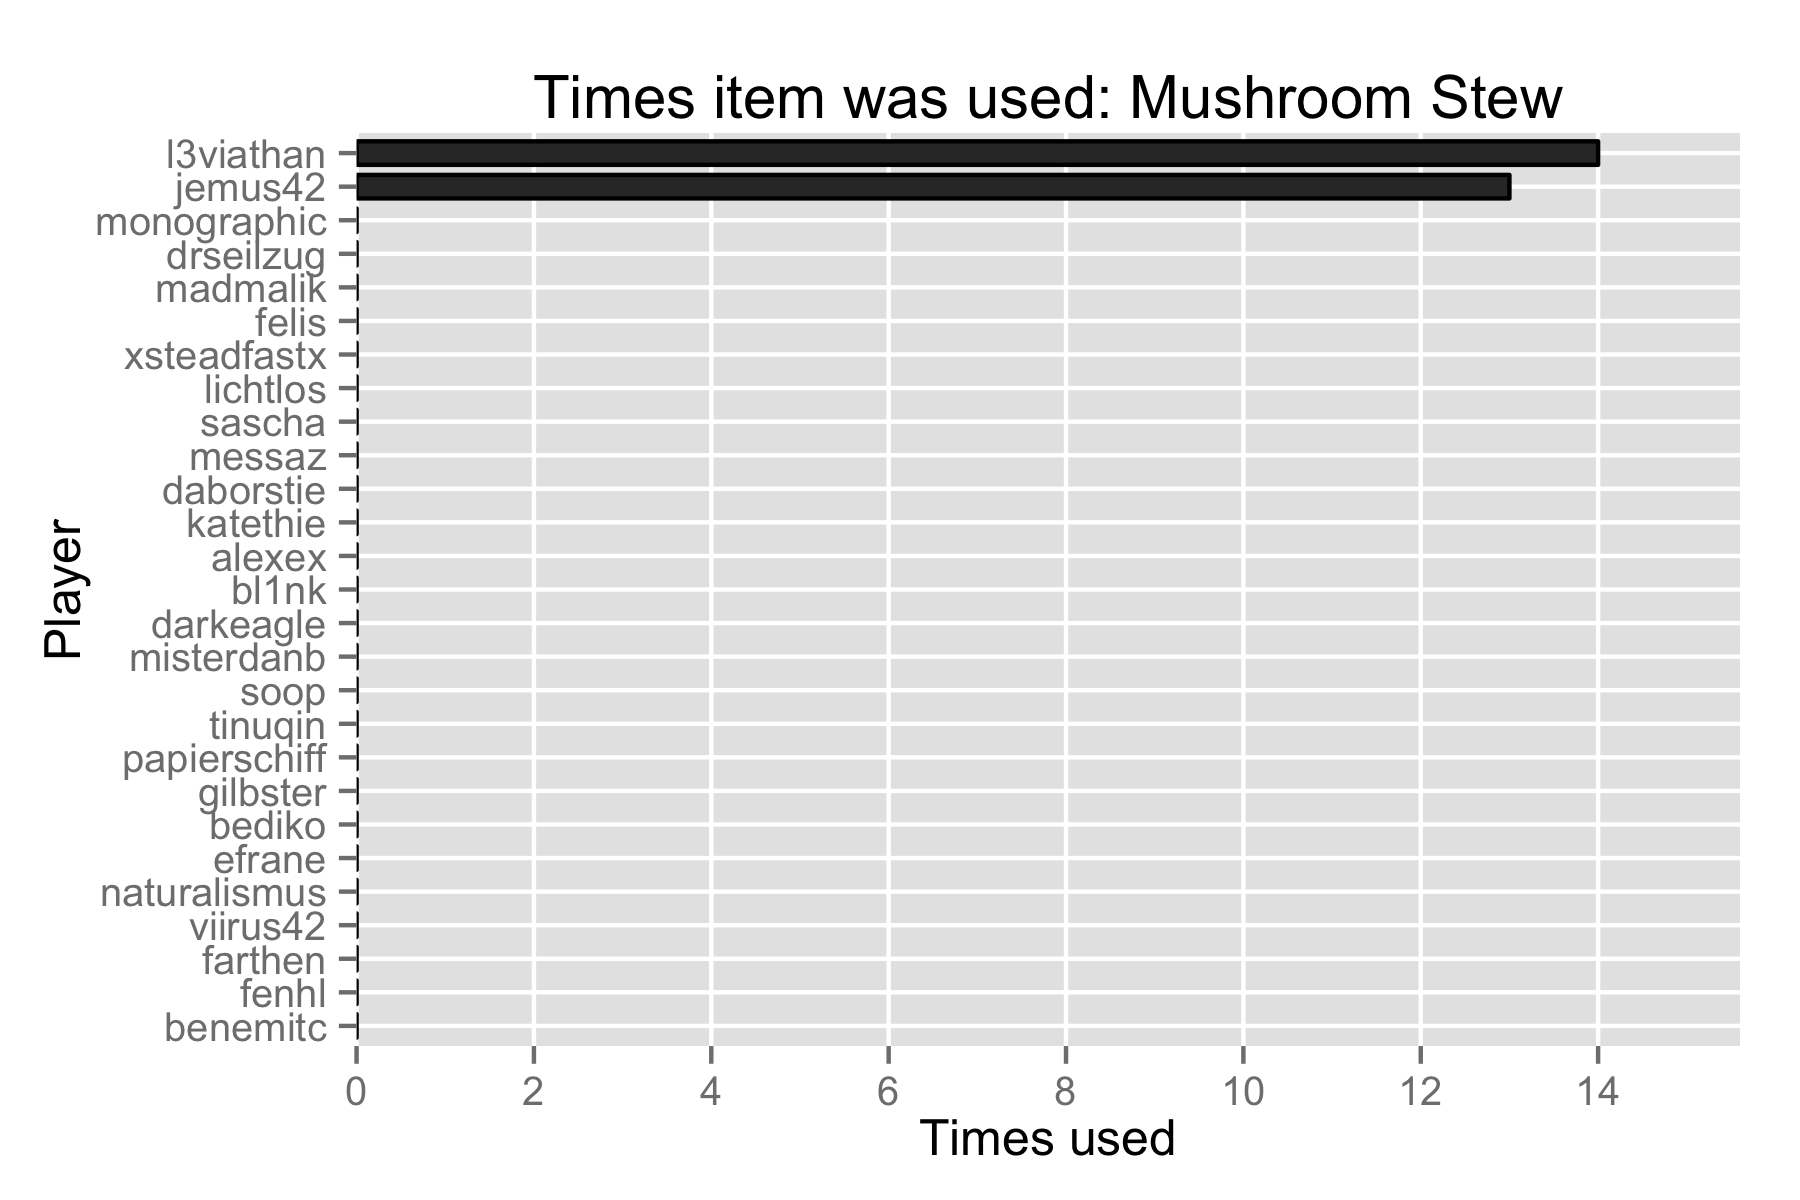 Times item was used: Mushroom Stew
l3viathan
jemus42
monographic
drseilzug
madmalik
felis
xsteadfastx
lichtlos
sascha
messaz
daborstie
katethie
alexex
bl1nk
darkeagle
misterdanb
soop
tinuqin
papierschiff
gilbster
bediko
efrane
naturalismus
viirus42
farthen
fenhl
benemitc
Player
0 2 4 6 8 10 12 14
Times used